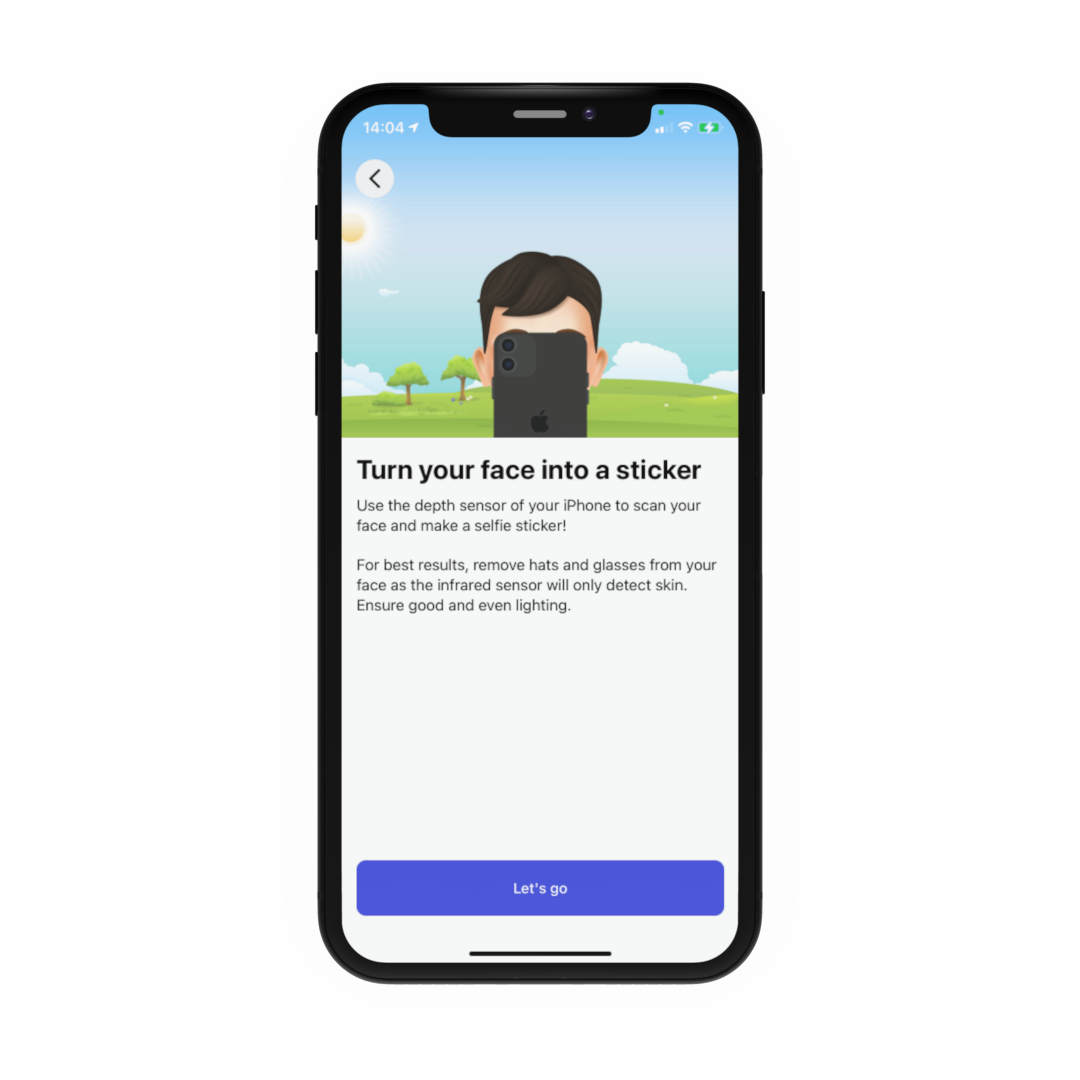 14:04
Turn your face into a sticker
Use the depth sensor of your iPhone to scan your
face and make a selfie sticker!
For best results, remove hats and glasses from your
face as the infrared sensor will only detect skin.
Ensure good and even lighting.
Let's go